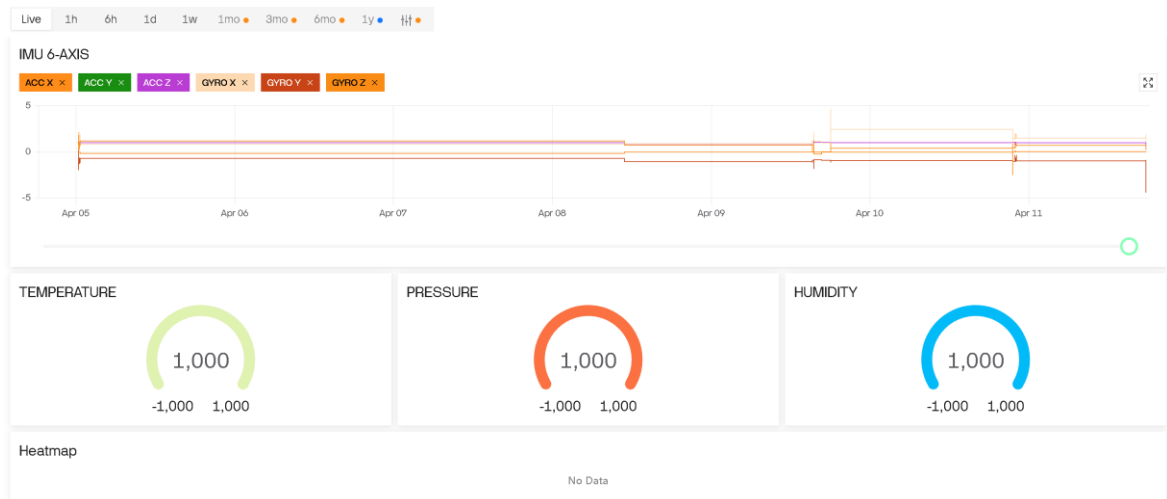 Live 1h 6h 1d 1w 1mo 3mo 6mo 1y
IMU 6-AXIS
ACC X × ACC Y × ACC Z × GYRO X × GYRO Y × GYRO Z ×
5
0
-5
Apr 05 Apr 06 Apr 07 Apr 08 Apr 09 Apr 10 Apr 11
TEMPERATURE PRESSURE HUMIDITY
1,000 1,000 1,000
-1,000 1,000 -1,000 1,000 -1,000 1,000
Heatmap
No Data